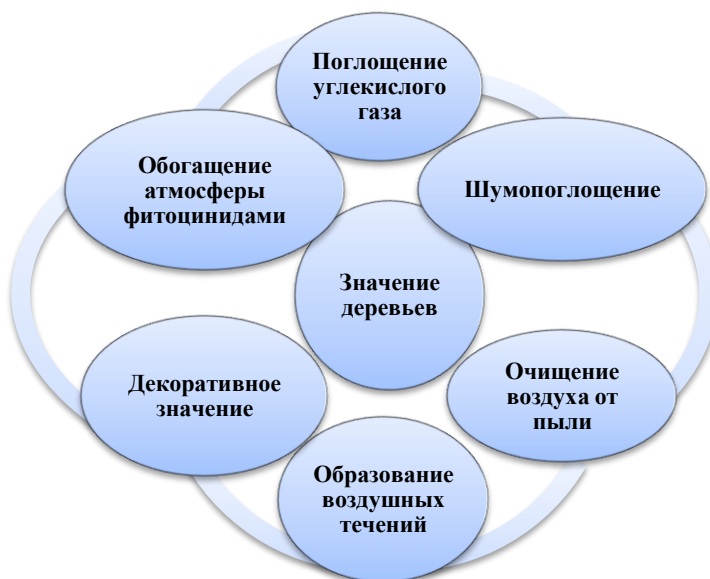 Поглощение
углекислого
газа
Обогащение
атмосферы
фитоцинидами
Шумопоглощение
Значение
деревьев
Декоративное
значение
Очищение
воздуха от
пыли
Образование
воздушных
течений